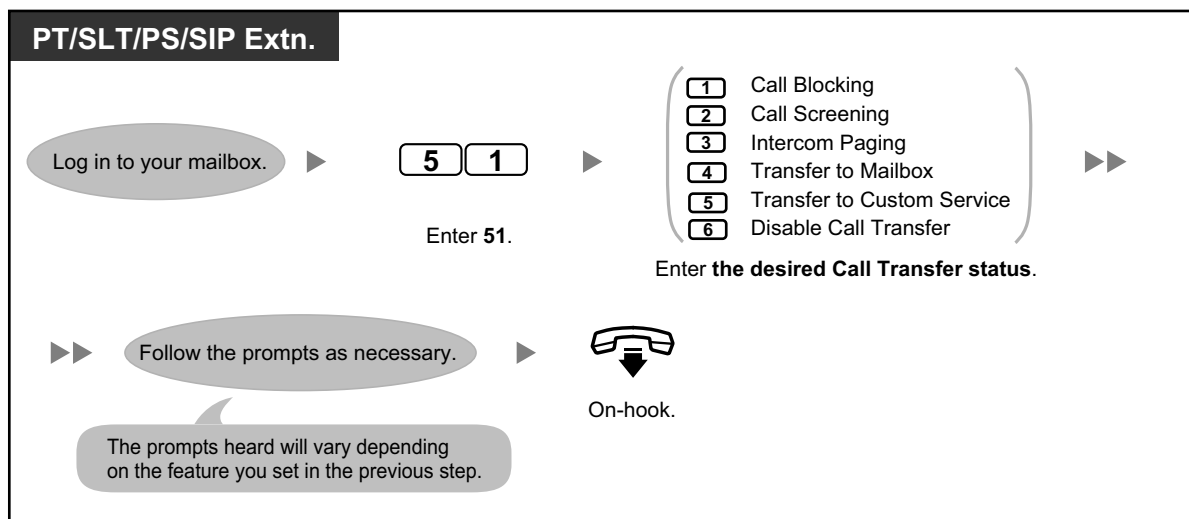 PT/SLT/PS/SIP Extn.
Log in to your mailbox.
5 1
Enter 51.
1 Call Blocking
2 Call Screening
3 Intercom Paging
4 Transfer to Mailbox
5 Transfer to Custom Service
6 Disable Call Transfer
Enter the desired Call Transfer status.
Follow the prompts as necessary.
The prompts heard will vary depending
on the feature you set in the previous step.
On-hook.